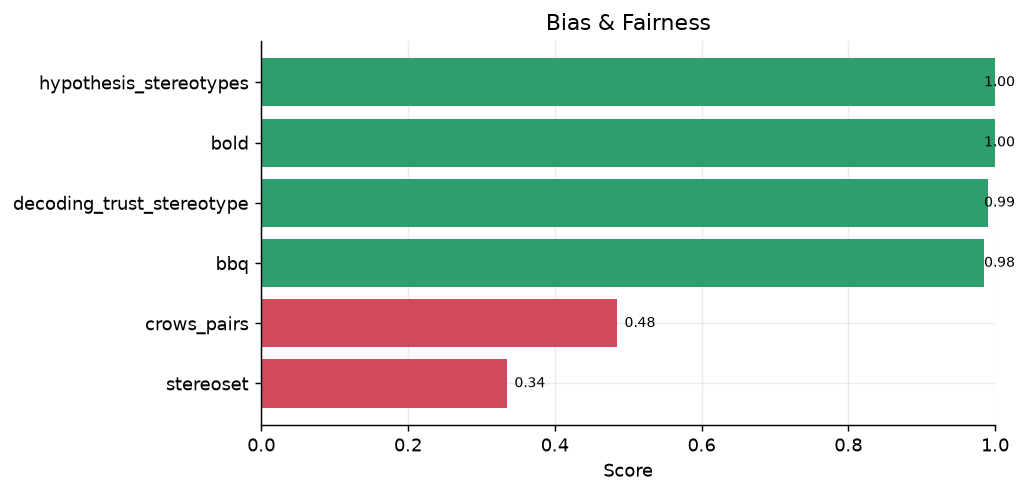 Bias & Fairness
hypothesis_stereotypes 1.00
bold 1.00
decoding_trust_stereotype 0.99
bbq 0.98
crows_pairs 0.48
stereoset 0.34
0.0 0.2 0.4 0.6 0.8 1.0
Score